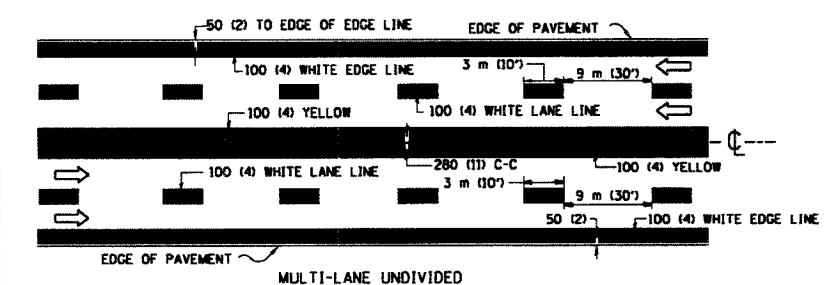 50 (2) TO EDGE OF EDGE LINE
EDGE OF PAVEMENT
100 (4) WHITE EDGE LINE
3 m (10")
9 m (30")
100 (4) YELLOW
100 (4) WHITE LANE LINE
℄
100 (4) WHITE LANE LINE
280 (11) C-C
100 (4) YELLOW
3 m (10")
9 m (30")
50 (2)
100 (4) WHITE EDGE LINE
EDGE OF PAVEMENT
MULTI-LANE UNDIVIDED